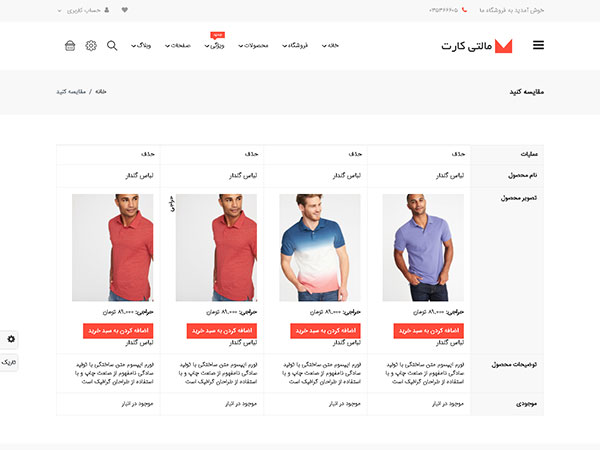 خوش آمدید به فروشگاه ما
حساب کاربری
مالتی کارت
خانه
فروشگاه
محصولات
ویژگی
صفحات
وبلاگ
مقایسه کنید
خانه / مقایسه کنید
عملیات حذف حذف حذف حذف
نام محصول لباس گلدار لباس گلدار لباس گلدار لباس گلدار
تصویر محصول
حراجی
حراجی: ۸۹,۰۰۰ تومان حراجی: ۸۹,۰۰۰ تومان حراجی: ۸۹,۰۰۰ تومان حراجی: ۸۹,۰۰۰ تومان
اضافه کردن به سبد خرید اضافه کردن به سبد خرید اضافه کردن به سبد خرید اضافه کردن به سبد خرید
لباس گلدار لباس گلدار لباس گلدار لباس گلدار
توضیحات محصول لورم ایپسوم متن ساختگی با تولید لورم ایپسوم متن ساختگی با تولید لورم ایپسوم متن ساختگی با تولید لورم ایپسوم متن ساختگی با تولید
سادگی نامفهوم از صنعت چاپ و با سادگی نامفهوم از صنعت چاپ و با سادگی نامفهوم از صنعت چاپ و با سادگی نامفهوم از صنعت چاپ و با
استفاده از طراحان گرافیک است استفاده از طراحان گرافیک است استفاده از طراحان گرافیک است استفاده از طراحان گرافیک است
موجودی موجود در انبار موجود در انبار موجود در انبار موجود در انبار
تاریک